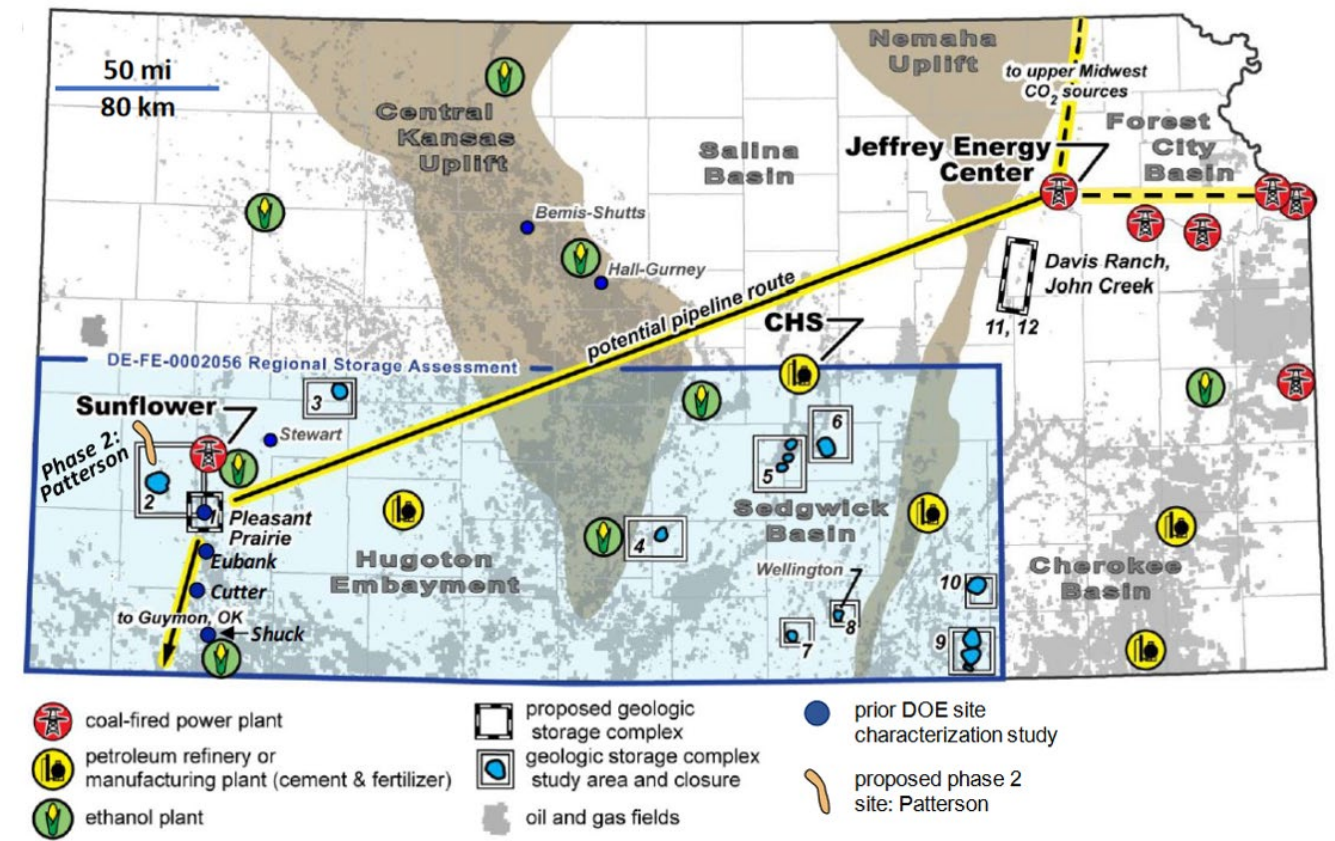 50 mi
80 km
Central
Kansas
Uplift
Nemaha
Uplift
to upper Midwest
CO2 sources
Forest
City
Basin
Salina
Basin
Jeffrey Energy
Center
Bemis-Shutts
Hall-Gurney
potential pipeline route
Davis Ranch,
John Creek
11, 12
CHS
DE-FE-0002056 Regional Storage Assessment
Sunflower
3
Stewart
Phase 2:
Patterson
2
Pleasant
Prairie
Eubank
Cutter
to Guymon, OK
Shuck
Hugoton
Embayment
4
5
6
Sedgwick
Basin
Wellington
7
8
10
9
Cherokee
Basin
coal-fired power plant
petroleum refinery or
manufacturing plant (cement & fertilizer)
ethanol plant
proposed geologic
storage complex
geologic storage complex
study area and closure
oil and gas fields
prior DOE site
characterization study
proposed phase 2
site: Patterson